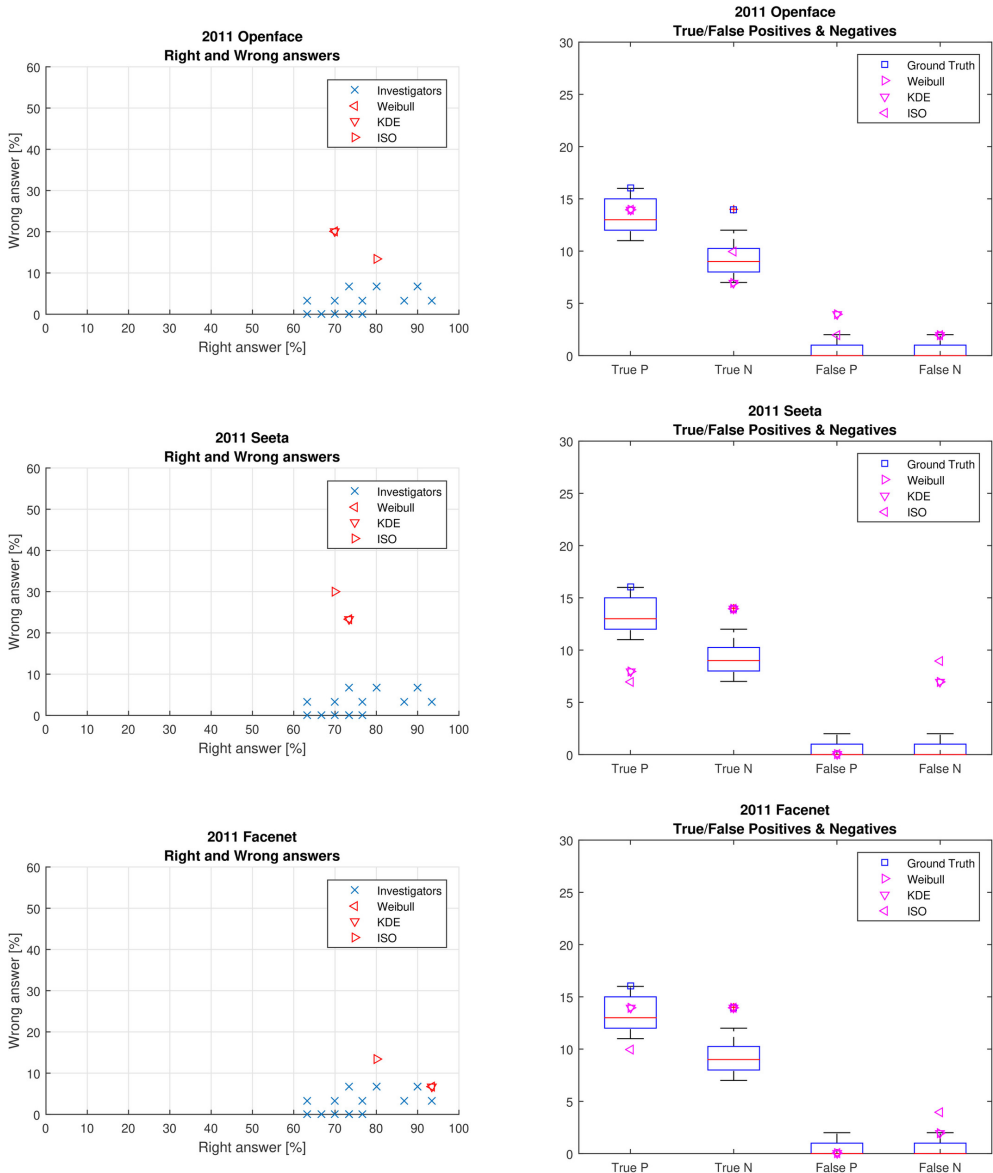 2011 Openface
Right and Wrong answers
60
50
40
30
20
10
0
Wrong answer [%]
0 10 20 30 40 50 60 70 80 90 100
Right answer [%]
Investigators
Weibull
KDE
ISO
2011 Openface
True/False Positives & Negatives
30
25
20
15
10
5
0
True P True N False P False N
Ground Truth
Weibull
KDE
ISO
2011 Seeta
Right and Wrong answers
60
50
40
30
20
10
0
Wrong answer [%]
0 10 20 30 40 50 60 70 80 90 100
Right answer [%]
Investigators
Weibull
KDE
ISO
2011 Seeta
True/False Positives & Negatives
30
25
20
15
10
5
0
True P True N False P False N
Ground Truth
Weibull
KDE
ISO
2011 Facenet
Right and Wrong answers
60
50
40
30
20
10
0
Wrong answer [%]
0 10 20 30 40 50 60 70 80 90 100
Right answer [%]
Investigators
Weibull
KDE
ISO
2011 Facenet
True/False Positives & Negatives
30
25
20
15
10
5
0
True P True N False P False N
Ground Truth
Weibull
KDE
ISO